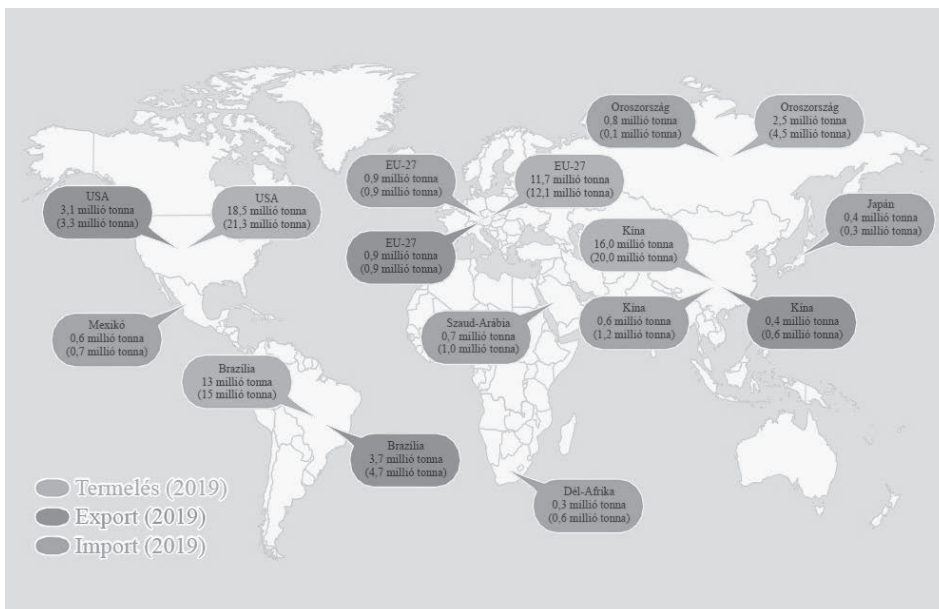 Oroszország
0,8 millió tonna
(0,1 millió tonna)
Oroszország
2,5 millió tonna
(4,5 millió tonna)
EU-27
0,9 millió tonna
(0,9 millió tonna)
EU-27
11,7 millió tonna
(12,1 millió tonna)
USA
3,1 millió tonna
(3,3 millió tonna)
USA
18,5 millió tonna
(21,3 millió tonna)
Japán
0,4 millió tonna
(0,3 millió tonna)
EU-27
0,9 millió tonna
(0,9 millió tonna)
Kína
16,0 millió tonna
(20,0 millió tonna)
Mexikó
0,6 millió tonna
(0,7 millió tonna)
Szaud-Arábia
0,7 millió tonna
(1,0 millió tonna)
Kína
0,6 millió tonna
(1,2 millió tonna)
Kína
0,4 millió tonna
(0,6 millió tonna)
Brazília
13 millió tonna
(15 millió tonna)
Brazília
3,7 millió tonna
(4,7 millió tonna)
Dél-Afrika
0,3 millió tonna
(0,6 millió tonna)
Termelés (2019)
Export (2019)
Import (2019)